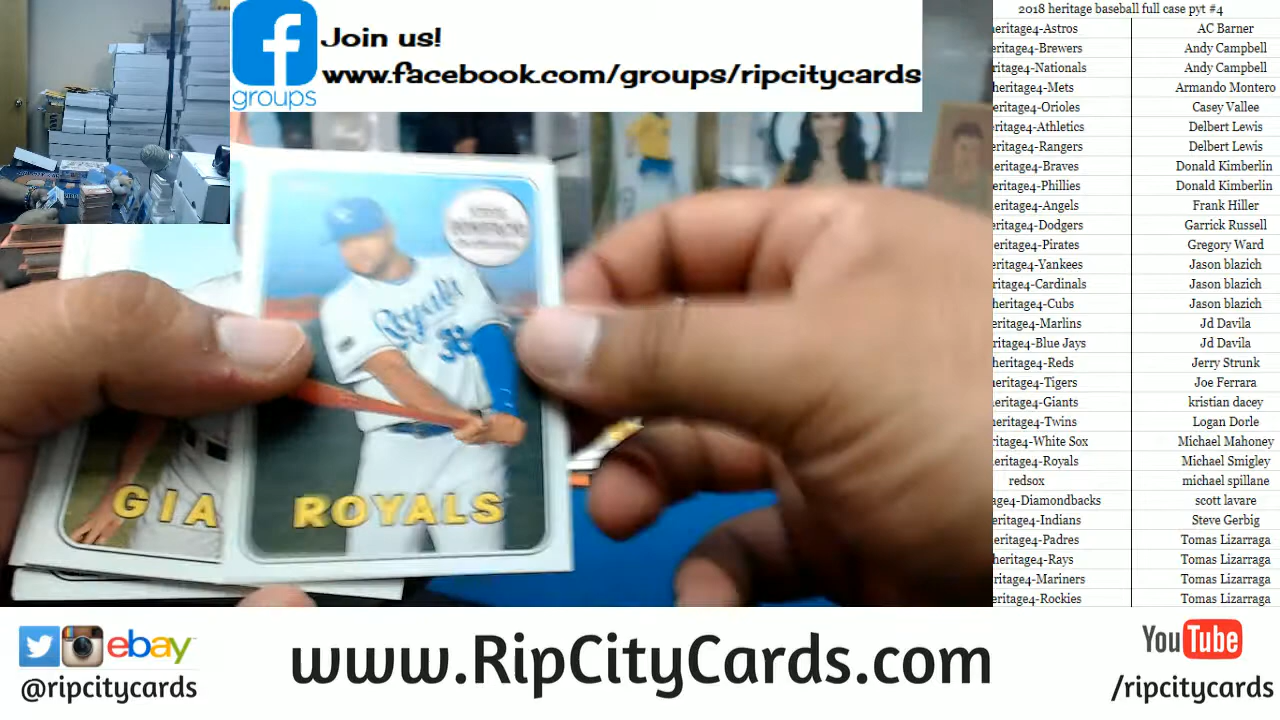 Join us!
www.facebook.com/groups/ripcitycards
groups
2018 heritage baseball full case pyt #4
eritage4-Astros AC Barner
eritage4-Brewers Andy Campbell
ritage4-Nationals Andy Campbell
heritage4-Mets Armando Montero
eritage4-Orioles Casey Vallee
ritage4-Athletics Delbert Lewis
eritage4-Rangers Delbert Lewis
eritage4-Braves Donald Kimberlin
eritage4-Phillies Donald Kimberlin
eritage4-Angels Frank Hiller
eritage4-Dodgers Garrick Russell
eritage4-Pirates Gregory Ward
eritage4-Yankees Jason blazich
ritage4-Cardinals Jason blazich
heritage4-Cubs Jason blazich
eritage4-Marlins Jd Davila
ritage4-Blue Jays Jd Davila
heritage4-Reds Jerry Strunk
eritage4-Tigers Joe Ferrara
eritage4-Giants kristian dacey
eritage4-Twins Logan Dorle
ritage4-White Sox Michael Mahoney
eritage4-Royals Michael Smigley
redsox michael spillane
age4-Diamondbacks scott lavare
eritage4-Indians Steve Gerbig
eritage4-Padres Tomas Lizarraga
heritage4-Rays Tomas Lizarraga
ritage4-Mariners Tomas Lizarraga
eritage4-Rockies Tomas Lizarraga
Royals
38
GIA
ROYALS
ebay
@ripcitycards
www.RipCityCards.com
YouTube
/ripcitycards